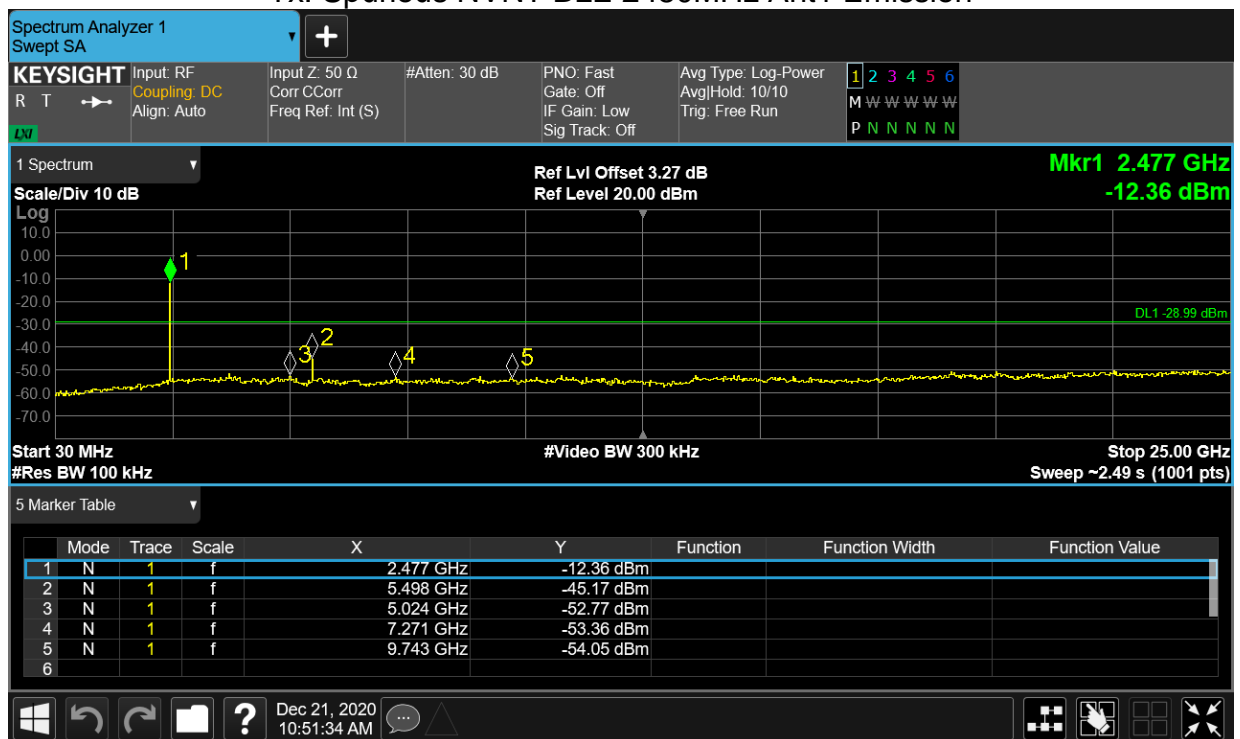 Tx. Spurious NVNT BLE 2480MHz Ant1 Emission
Spectrum Analyzer 1
Swept SA
KEYSIGHT Input: RF Input Z: 50 Ω #Atten: 30 dB PNO: Fast Avg Type: Log-Power 1 2 3 4 5 6
R T Coupling: DC Corr CCorr Gate: Off Avg|Hold: 10/10 M W W W W W
Align: Auto Freq Ref: Int (S) IF Gain: Low Trig: Free Run
LXI Sig Track: Off P N N N N N
1 Spectrum Ref Lvl Offset 3.27 dB Mkr1 2.477 GHz
Scale/Div 10 dB Ref Level 20.00 dBm -12.36 dBm
Log
10.0
0.00 1
-10.0
-20.0
-30.0 DL1 -28.99 dBm
-40.0 2
3 4 5
-50.0
-60.0
-70.0
Start 30 MHz #Video BW 300 kHz Stop 25.00 GHz
#Res BW 100 kHz Sweep ~2.49 s (1001 pts)
5 Marker Table
Mode Trace Scale X Y Function Function Width Function Value
1 N 1 f 2.477 GHz -12.36 dBm
2 N 1 f 5.498 GHz -45.17 dBm
3 N 1 f 5.024 GHz -52.77 dBm
4 N 1 f 7.271 GHz -53.36 dBm
5 N 1 f 9.743 GHz -54.05 dBm
6
? Dec 21, 2020
10:51:34 AM